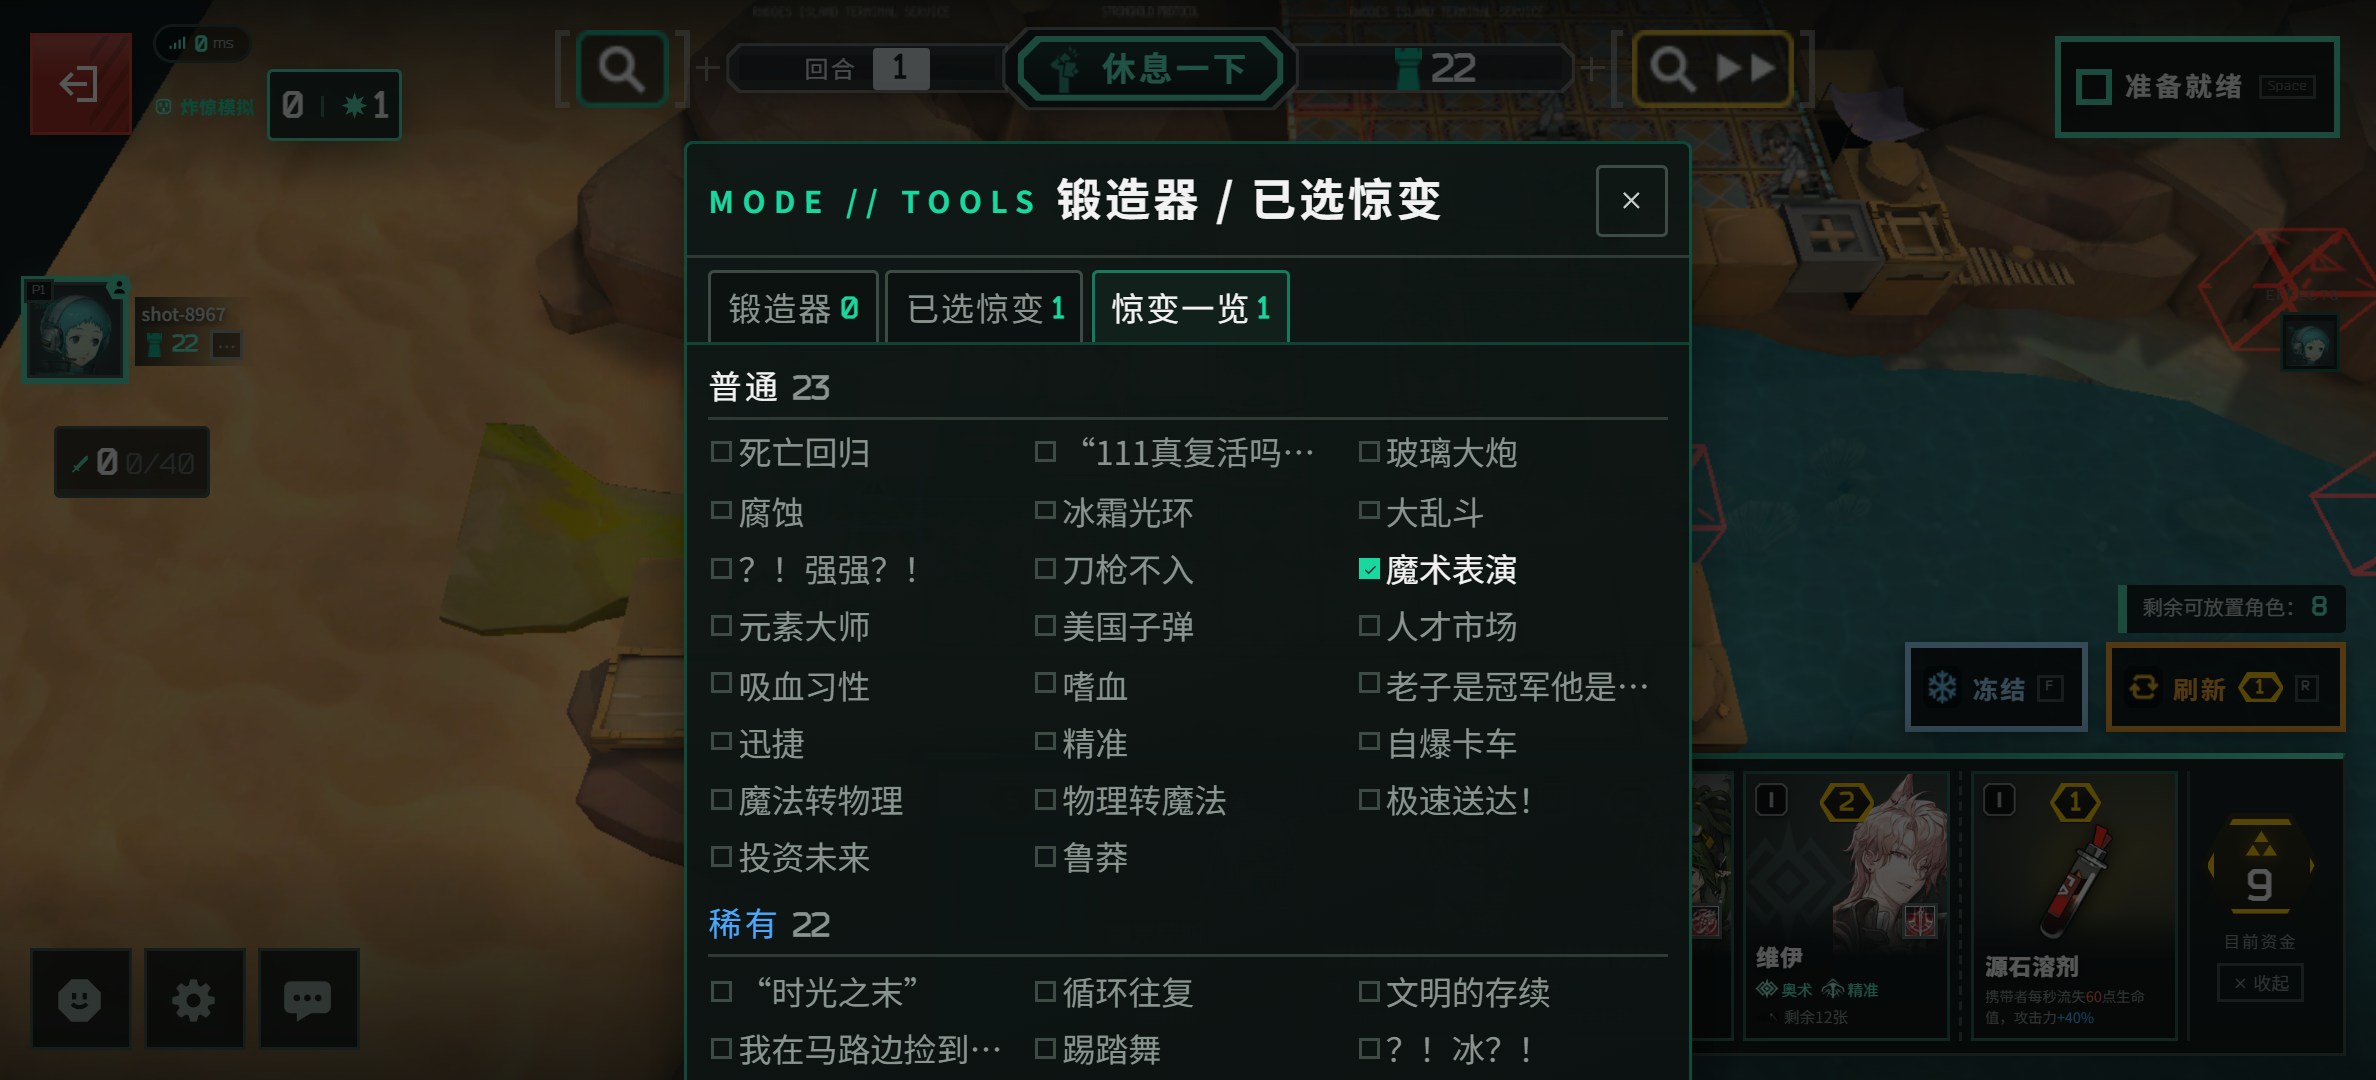 RHODES ISLAND TERMINAL SERVICE
RHODES ISLAND TERMINAL SERVICE
0 ms
炸惊模拟
0 | 1
回合 1
休息一下
22
准备就绪 Space
MODE // TOOLS 锻造器 / 已选惊变
×
锻造器 0
已选惊变 1
惊变一览 1
P1
shot-8967
22 ...
0 0/40
普通 23
死亡回归
“111真复活吗…
玻璃大炮
腐蚀
冰霜光环
大乱斗
？！强强？！
刀枪不入
魔术表演
元素大师
美国子弹
人才市场
吸血习性
嗜血
老子是冠军他是…
迅捷
精准
自爆卡车
魔法转物理
物理转魔法
极速送达！
投资未来
鲁莽
稀有 22
“时光之末”
循环往复
文明的存续
我在马路边捡到…
踢踏舞
？！冰？！
剩余可放置角色： 8
冻结 F
刷新 1 R
I 2
维伊
奥术 精准
剩余12张
I 1
源石溶剂
携带者每秒流失60点生命
值，攻击力+40%
9
目前资金
× 收起